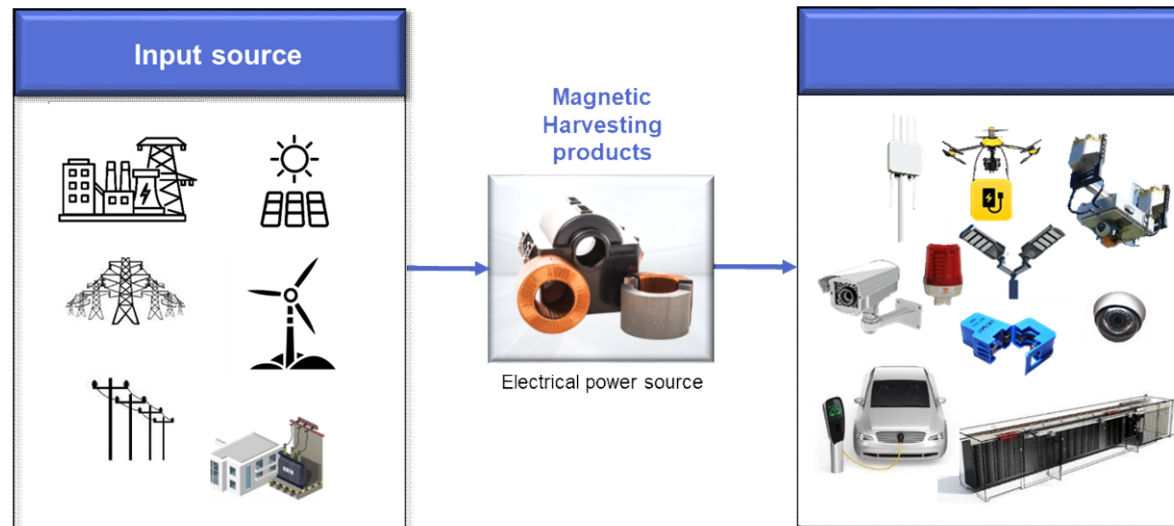 Input source
Magnetic
Harvesting
products
Electrical power source